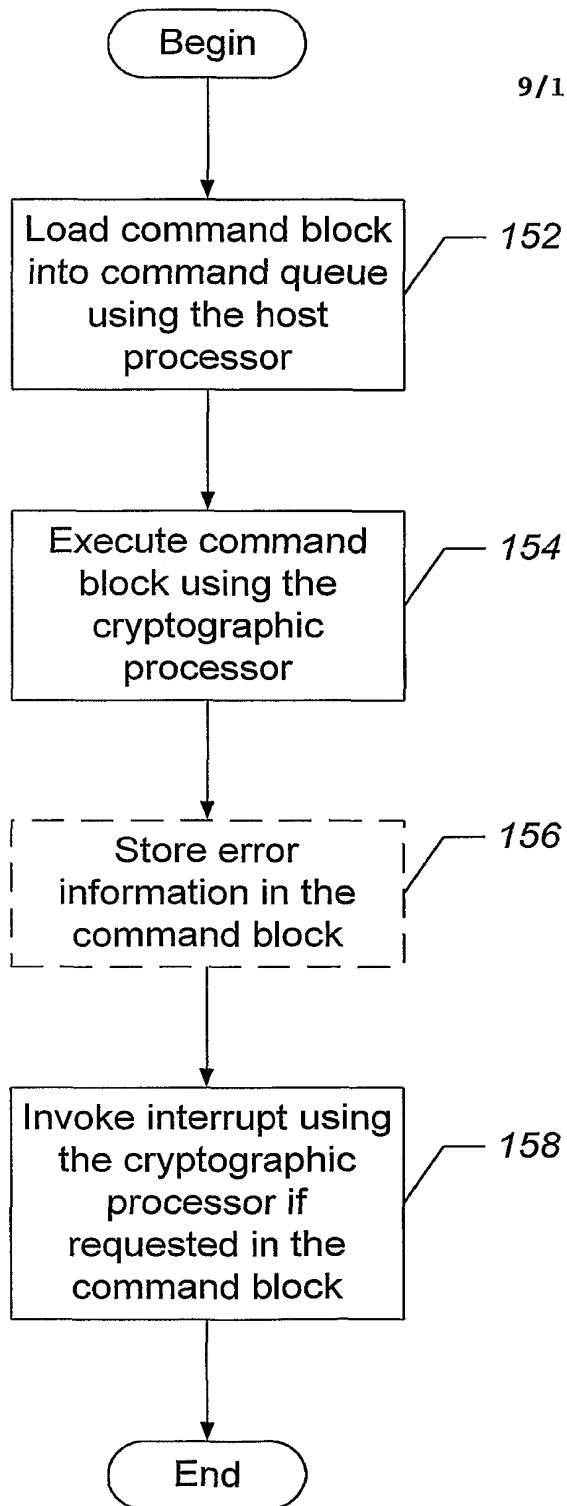 Begin
9/1
Load command block
into command queue
using the host
processor
152
Execute command
block using the
cryptographic
processor
154
Store error
information in the
command block
156
Invoke interrupt using
the cryptographic
processor if
requested in the
command block
158
End